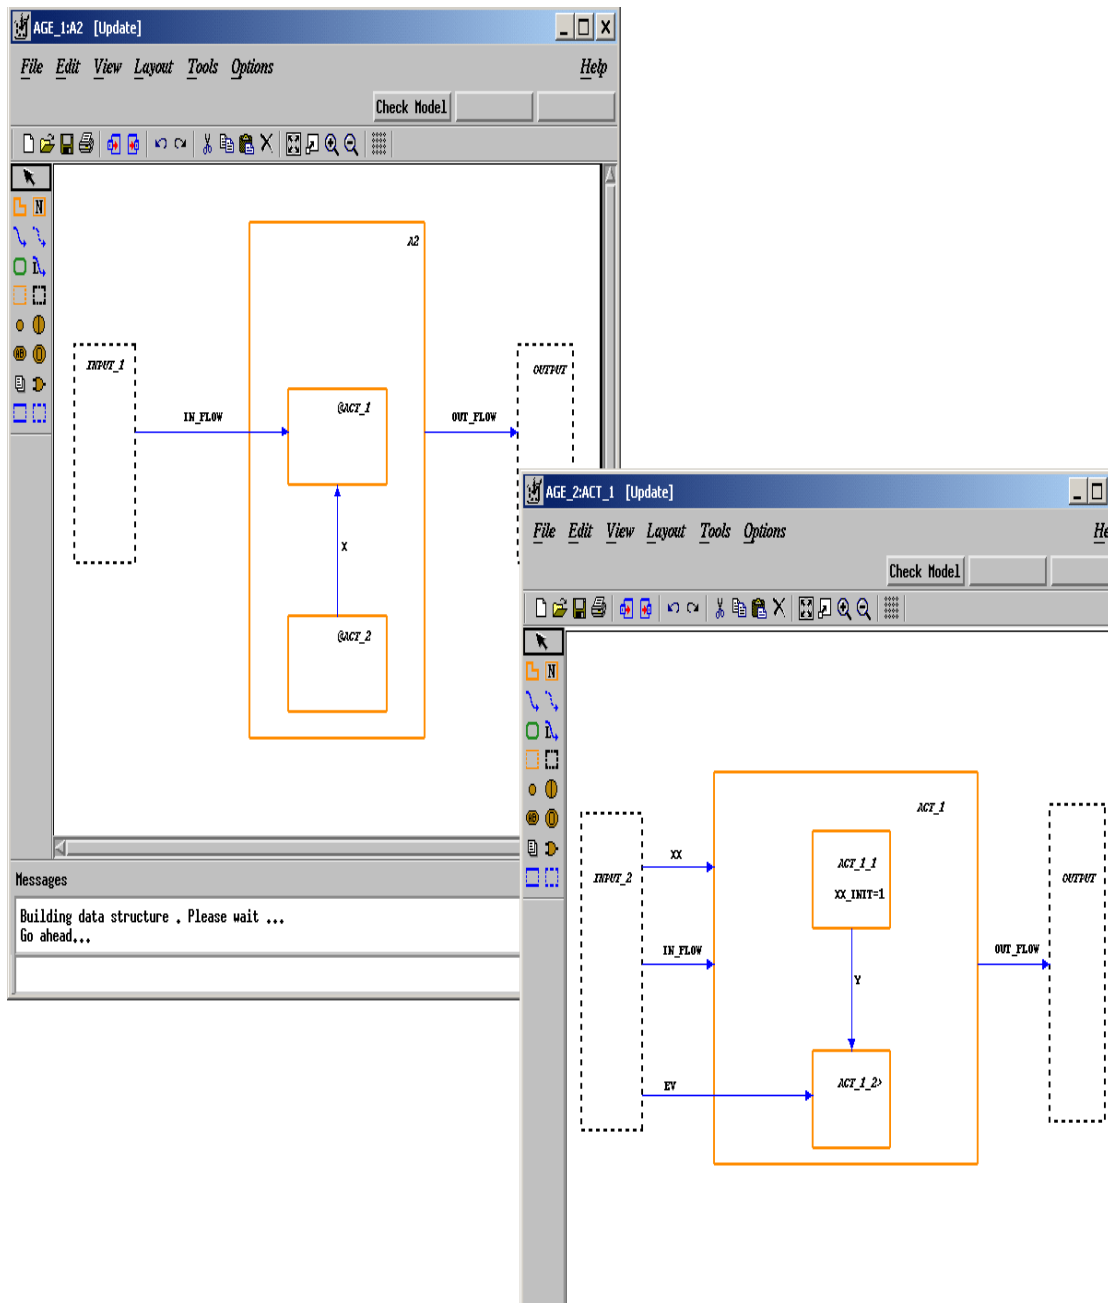 AGE_1:A2 [Update]
File Edit View Layout Tools Options Help
Check Model
N
A2
INPUT_1
OUTPUT
@ACT_1
IN_FLOW
OUT_FLOW
X
@ACT_2
Messages
Building data structure . Please wait ...
Go ahead...
AGE_2:ACT_1 [Update]
File Edit View Layout Tools Options He
Check Model
N
ACT_1
XX
ACT_1_1
INPUT_2
OUTPUT
XX_INIT=1
IN_FLOW
OUT_FLOW
Y
EV
ACT_1_2>